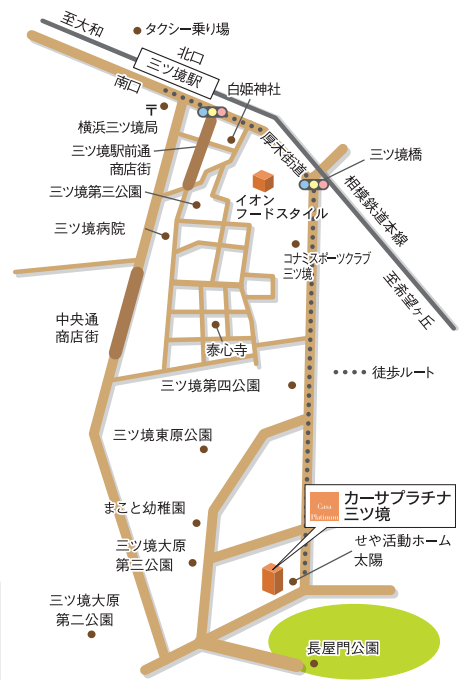 至大和
タクシー乗り場
北口
三ツ境駅
南口
白姫神社
〒
横浜三ツ境局
厚木街道
三ツ境駅前通
商店街
三ツ境橋
三ツ境第三公園
イオン
フードスタイル
相模鉄道本線
三ツ境病院
コナミスポーツクラブ
三ツ境
至希望ヶ丘
中央通
商店街
泰心寺
徒歩ルート
三ツ境第四公園
三ツ境東原公園
Casa
Platinum
カーサプラチナ
三ツ境
まこと幼稚園
せや活動ホーム
太陽
三ツ境大原
第三公園
三ツ境大原
第二公園
長屋門公園